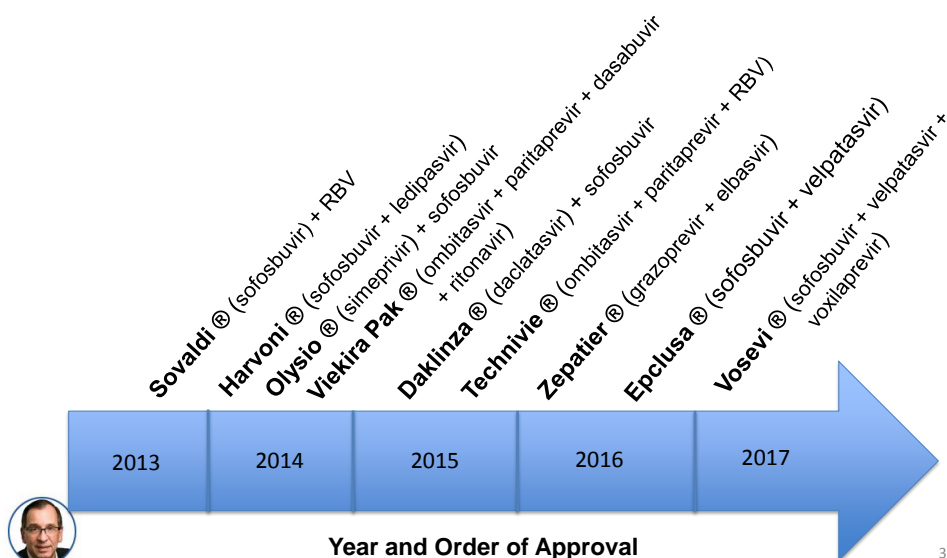 Sovaldi ® (sofosbuvir) + RBV
Harvoni ® (sofosbuvir + ledipasvir)
Olysio ® (simeprivir) + sofosbuvir
Viekira Pak ® (ombitasvir + paritaprevir + dasabuvir
+ ritonavir)
Daklinza ® (daclatasvir) + sofosbuvir
Technivie ® (ombitasvir + paritaprevir + RBV)
Zepatier ® (grazoprevir + elbasvir)
Epclusa ® (sofosbuvir + velpatasvir)
Vosevi ® (sofosbuvir + velpatasvir +
voxilaprevir)
2013
2014
2015
2016
2017
Year and Order of Approval
3